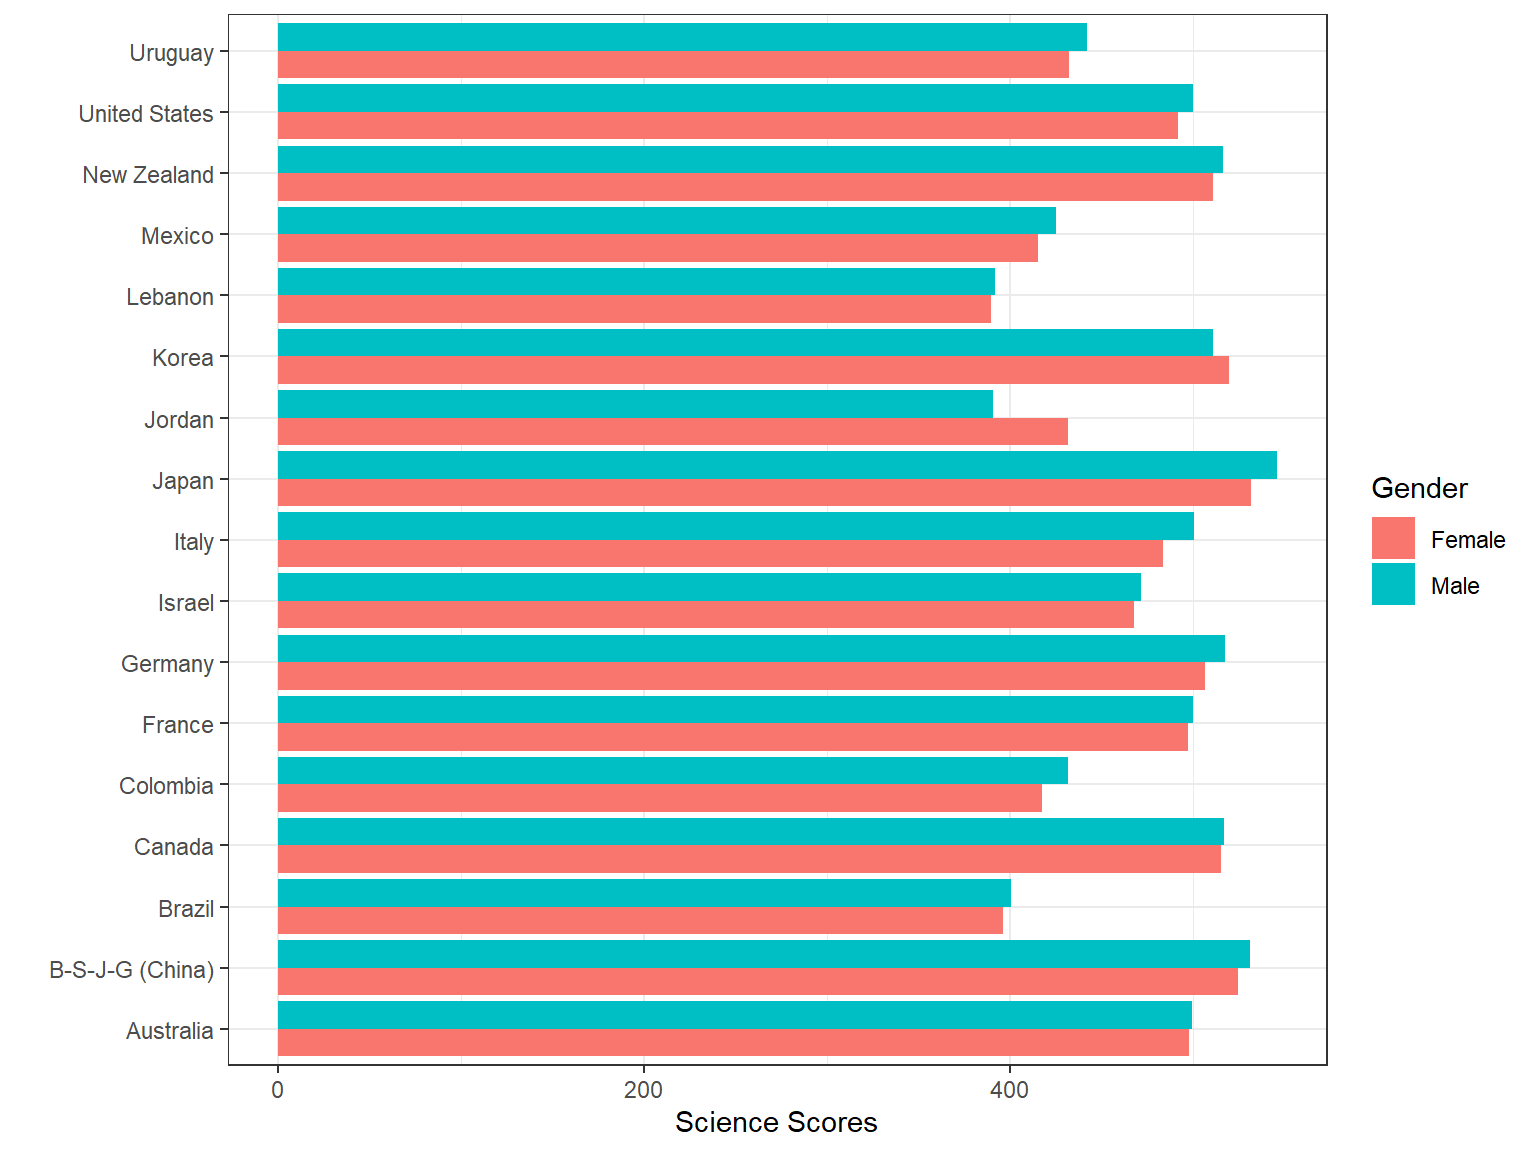 Uruguay
United States
New Zealand
Mexico
Lebanon
Korea
Jordan
Japan
Italy
Israel
Germany
France
Colombia
Canada
Brazil
B-S-J-G (China)
Australia
0 200 400
Science Scores
Gender
Female
Male